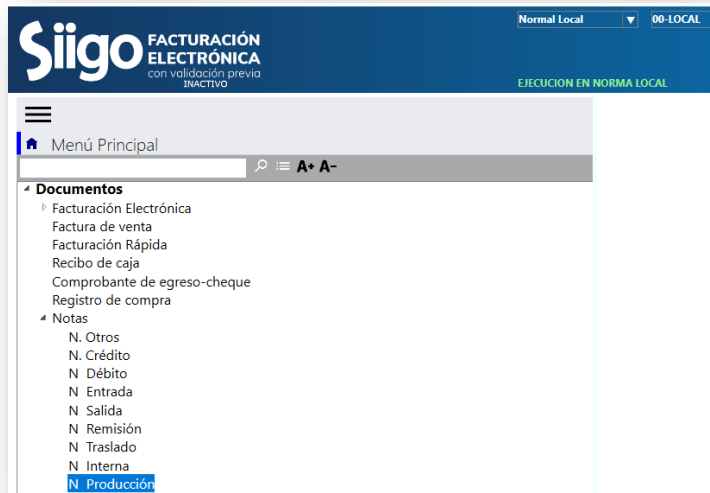 Normal Local 00-LOCAL
Siigo FACTURACIÓN
ELECTRÓNICA
con validación previa
INACTIVO
EJECUCION EN NORMA LOCAL
Menú Principal
A+ A-
Documentos
Facturación Electrónica
Factura de venta
Facturación Rápida
Recibo de caja
Comprobante de egreso-cheque
Registro de compra
Notas
N. Otros
N. Crédito
N Débito
N Entrada
N Salida
N Remisión
N Traslado
N Interna
N Producción